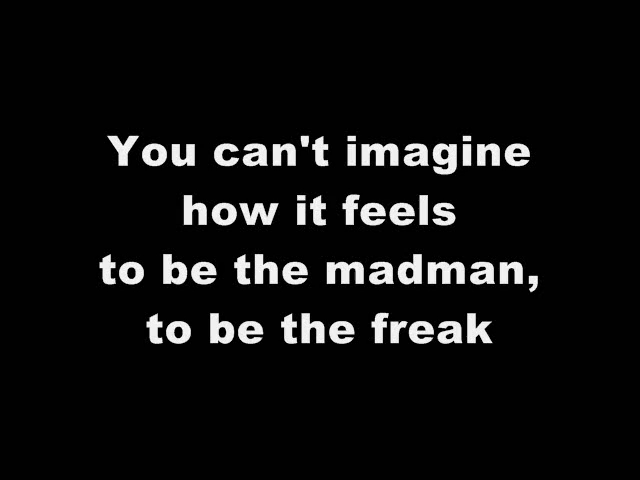 You can't imagine
how it feels
to be the madman,
to be the freak